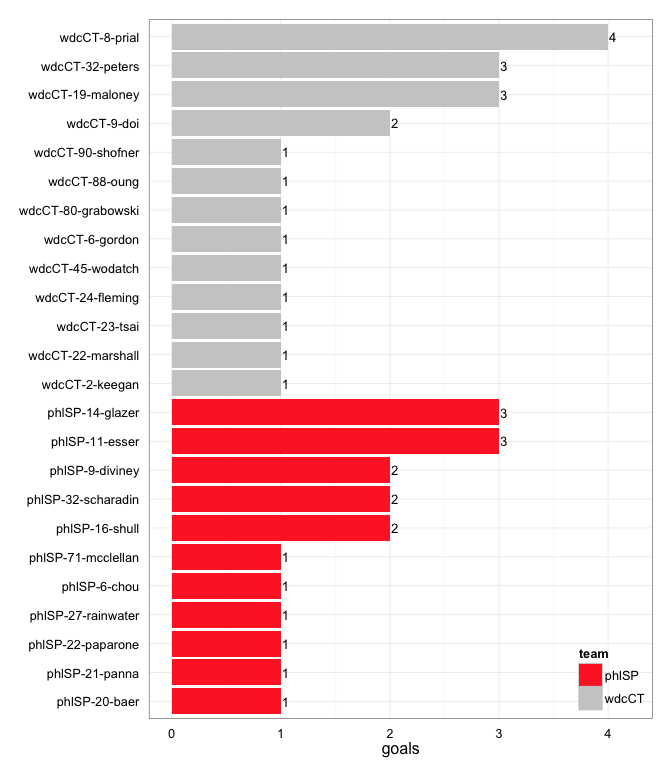 wdcCT-8-prial 4
wdcCT-32-peters 3
wdcCT-19-maloney 3
wdcCT-9-doi 2
wdcCT-90-shofner 1
wdcCT-88-oung 1
wdcCT-80-grabowski 1
wdcCT-6-gordon 1
wdcCT-45-wodatch 1
wdcCT-24-fleming 1
wdcCT-23-tsai 1
wdcCT-22-marshall 1
wdcCT-2-keegan 1
phlSP-14-glazer 3
phlSP-11-esser 3
phlSP-9-diviney 2
phlSP-32-scharadin 2
phlSP-16-shull 2
phlSP-71-mcclellan 1
phlSP-6-chou 1
phlSP-27-rainwater 1
phlSP-22-paparone 1
phlSP-21-panna 1
phlSP-20-baer 1
team
phlSP
wdcCT
0 1 2 3 4
goals